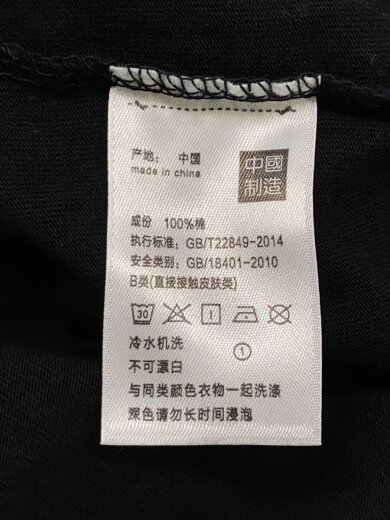 产地： 中國
made in china
中國
制造
成份 100%棉
执行标准：GB/T22849-2014
安全类别：GB/18401-2010
B类(直接接触皮肤类)
30
冷水机洗
1
不可漂白
与同类颜色衣物一起洗涤
深色请勿长时间浸泡